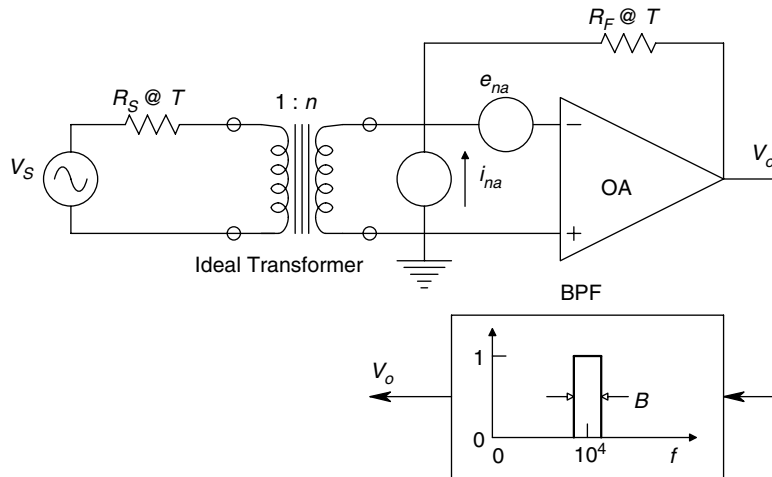 R_F @ T
e_na
R_S @ T
1 : n
−
V_S
i_na
OA
V_o
+
Ideal Transformer
BPF
1
V_o
B
0
0
10^4
f